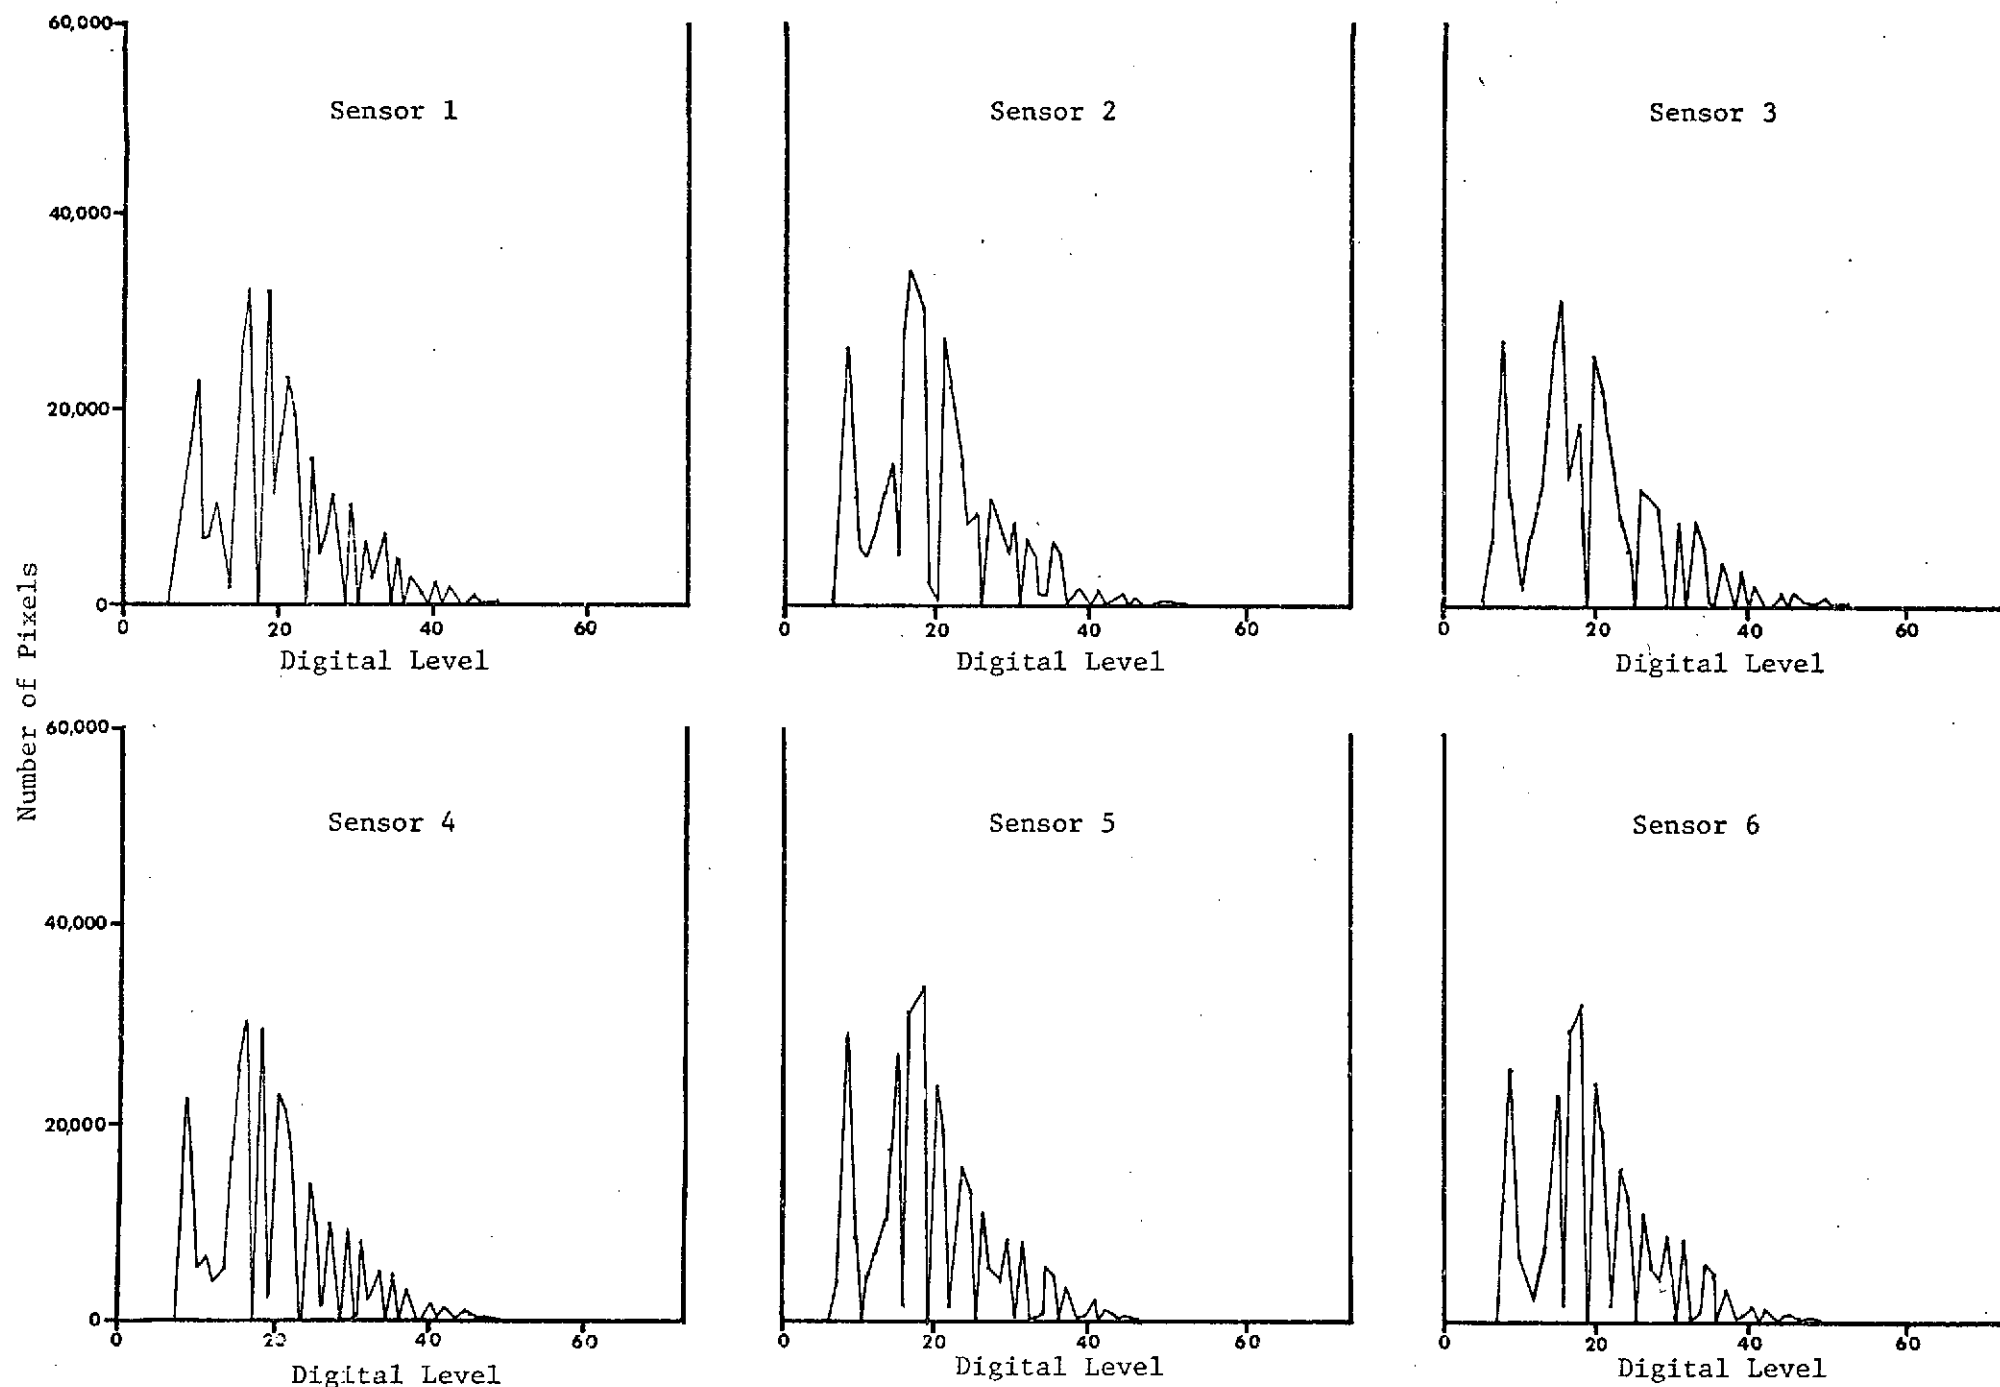 60,000
Sensor 1
Sensor 2
Sensor 3
40,000
20,000
0
0 20 40 60
0 20 40 60
0 20 40 60
Digital Level
Digital Level
Digital Level
Number of Pixels
60,000
Sensor 4
Sensor 5
Sensor 6
40,000
20,000
0
0 20 40 60
0 20 40 60
0 20 40 60
Digital Level
Digital Level
Digital Level